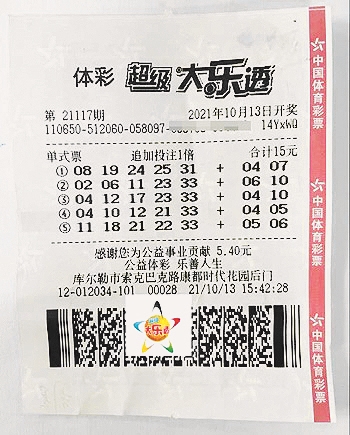 体彩 超级大乐透
第 21117期 2021年10月13日开奖
110650-512060-058097 14YxWQ
单式票 追加投注1倍 合计15元
① 08 19 24 25 31 + 04 07
② 02 06 11 23 33 + 06 10
③ 04 12 17 23 33 + 04 10
④ 04 10 12 21 33 + 04 05
⑤ 11 18 21 22 33 + 05 06
感谢您为公益事业贡献 5.40元
公益体彩 乐善人生
库尔勒市索克巴克路康都时代花园后门
12-012034-101 00028 21/10/13 15:42:28
大乐透
中国体育彩票
中国体育彩票
中国体育彩票